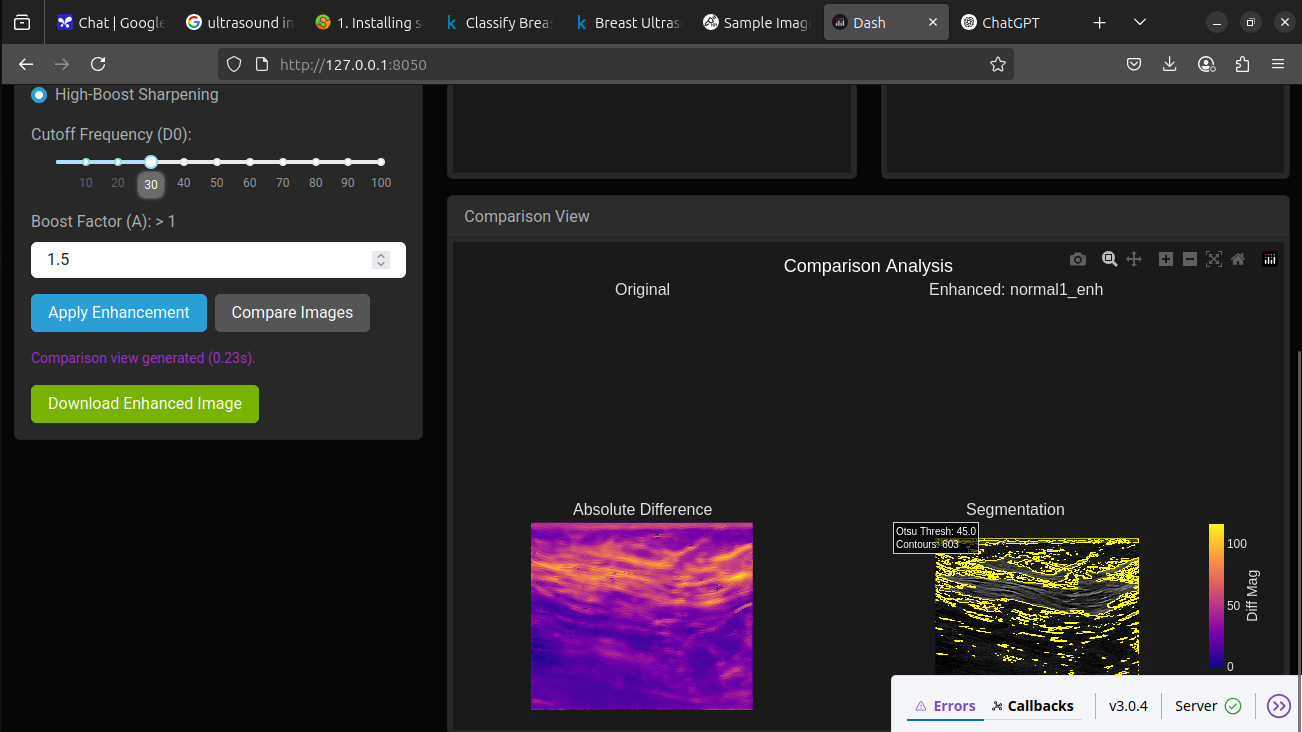 Chat | Google
ultrasound in
1. Installing s
Classify Breas
Breast Ultras
Sample Imag
Dash
ChatGPT
http://127.0.0.1:8050
High-Boost Sharpening
Cutoff Frequency (D0):
10 20 30 40 50 60 70 80 90 100
Boost Factor (A): > 1
1.5
Apply Enhancement
Compare Images
Comparison view generated (0.23s).
Download Enhanced Image
Comparison View
Comparison Analysis
Original
Enhanced: normal1_enh
Absolute Difference
Segmentation
Otsu Thresh: 45.0
Contours: 603
100
50
0
Diff Mag
Errors
Callbacks
v3.0.4
Server